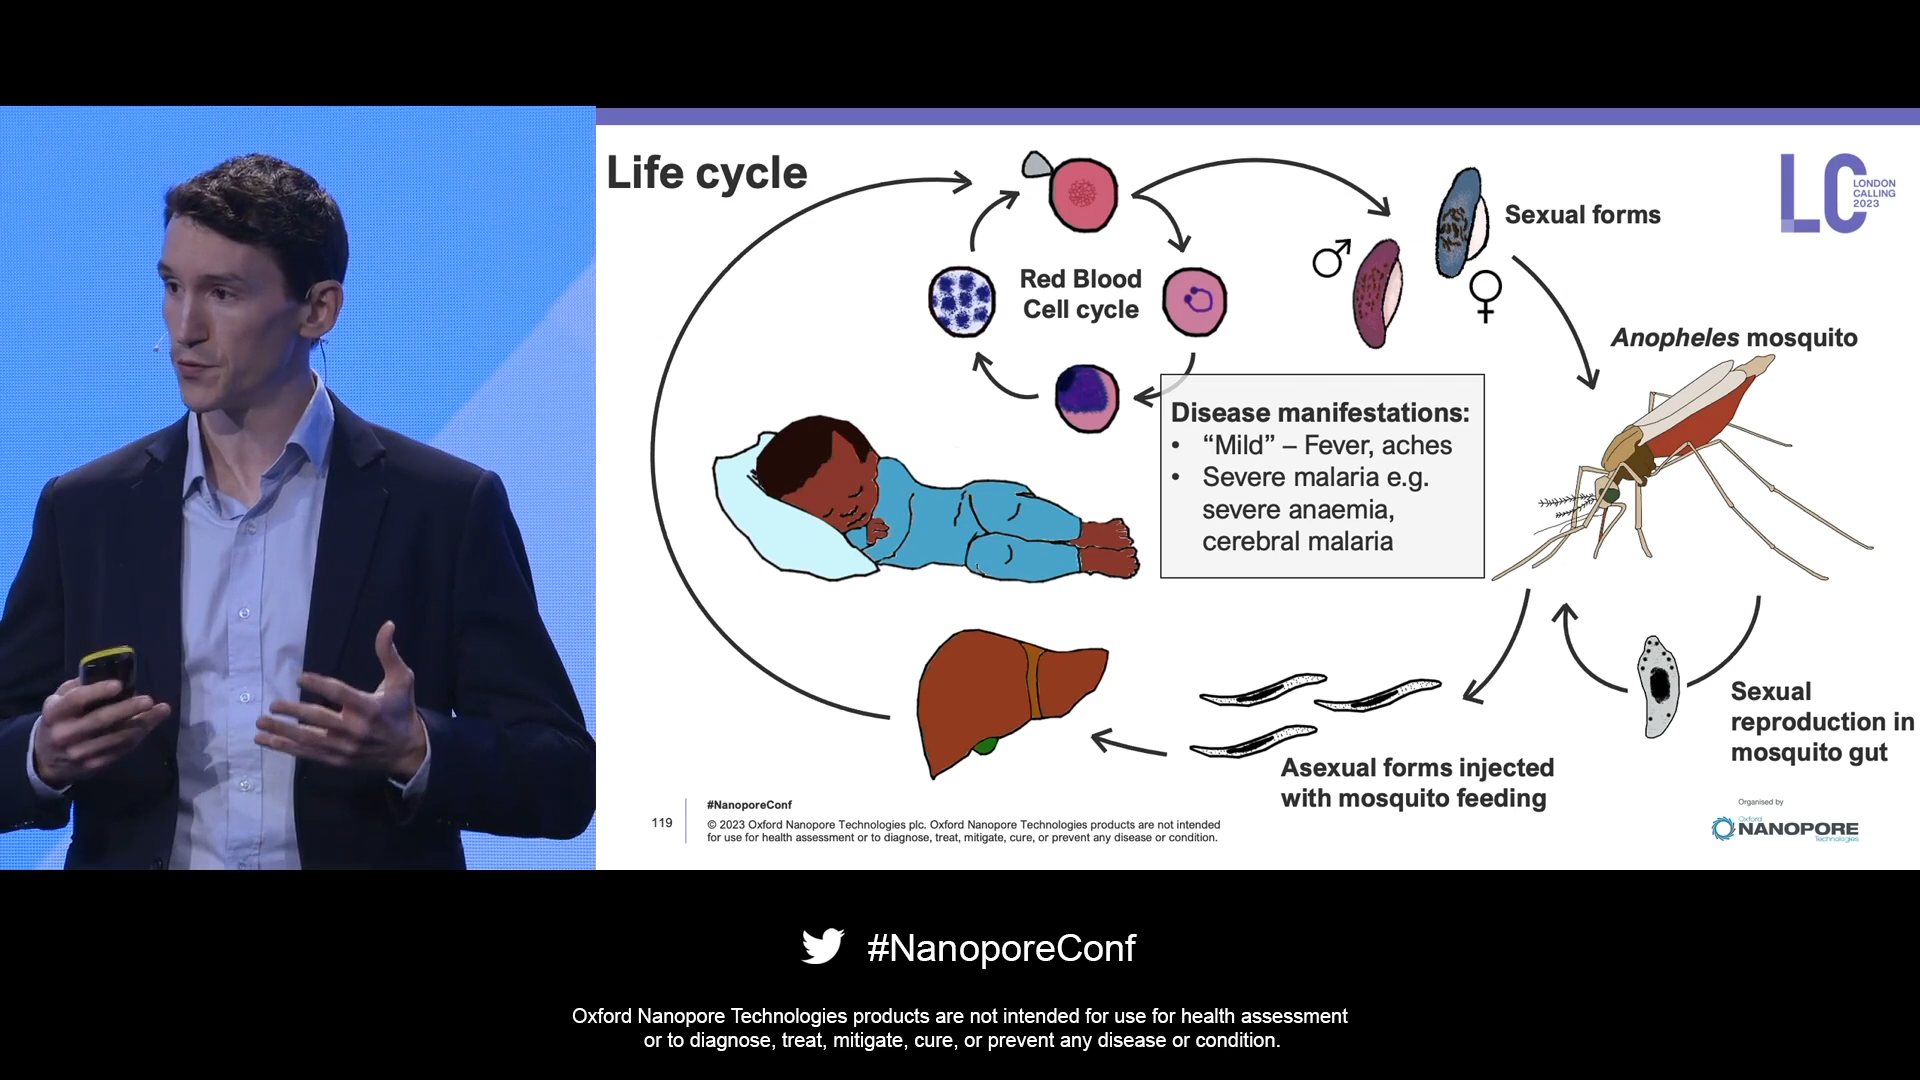 Life cycle
LC
LONDON
CALLING
2023
Sexual forms
Red Blood
Cell cycle
♂
♀
Anopheles mosquito
Disease manifestations:
• “Mild” – Fever, aches
• Severe malaria e.g.
severe anaemia,
cerebral malaria
Sexual
reproduction in
mosquito gut
Asexual forms injected
with mosquito feeding
119
#NanoporeConf
© 2023 Oxford Nanopore Technologies plc. Oxford Nanopore Technologies products are not intended
for use for health assessment or to diagnose, treat, mitigate, cure, or prevent any disease or condition.
Organised by
Oxford
NANOPORE
Technologies
#NanoporeConf
Oxford Nanopore Technologies products are not intended for use for health assessment
or to diagnose, treat, mitigate, cure, or prevent any disease or condition.